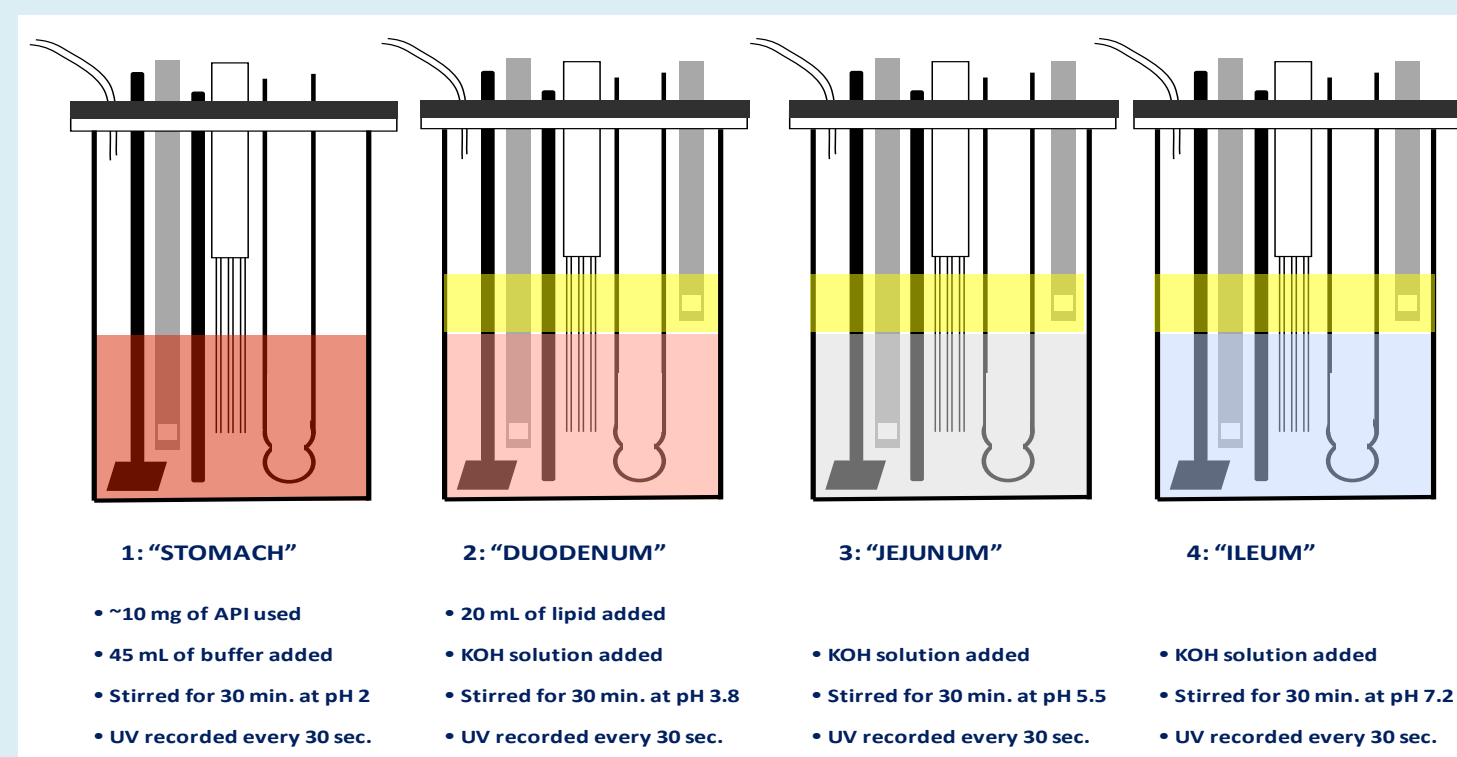 1: “STOMACH”
• ~10 mg of API used
• 45 mL of buffer added
• Stirred for 30 min. at pH 2
• UV recorded every 30 sec.
2: “DUODENUM”
• 20 mL of lipid added
• KOH solution added
• Stirred for 30 min. at pH 3.8
• UV recorded every 30 sec.
3: “JEJUNUM”
• KOH solution added
• Stirred for 30 min. at pH 5.5
• UV recorded every 30 sec.
4: “ILEUM”
• KOH solution added
• Stirred for 30 min. at pH 7.2
• UV recorded every 30 sec.